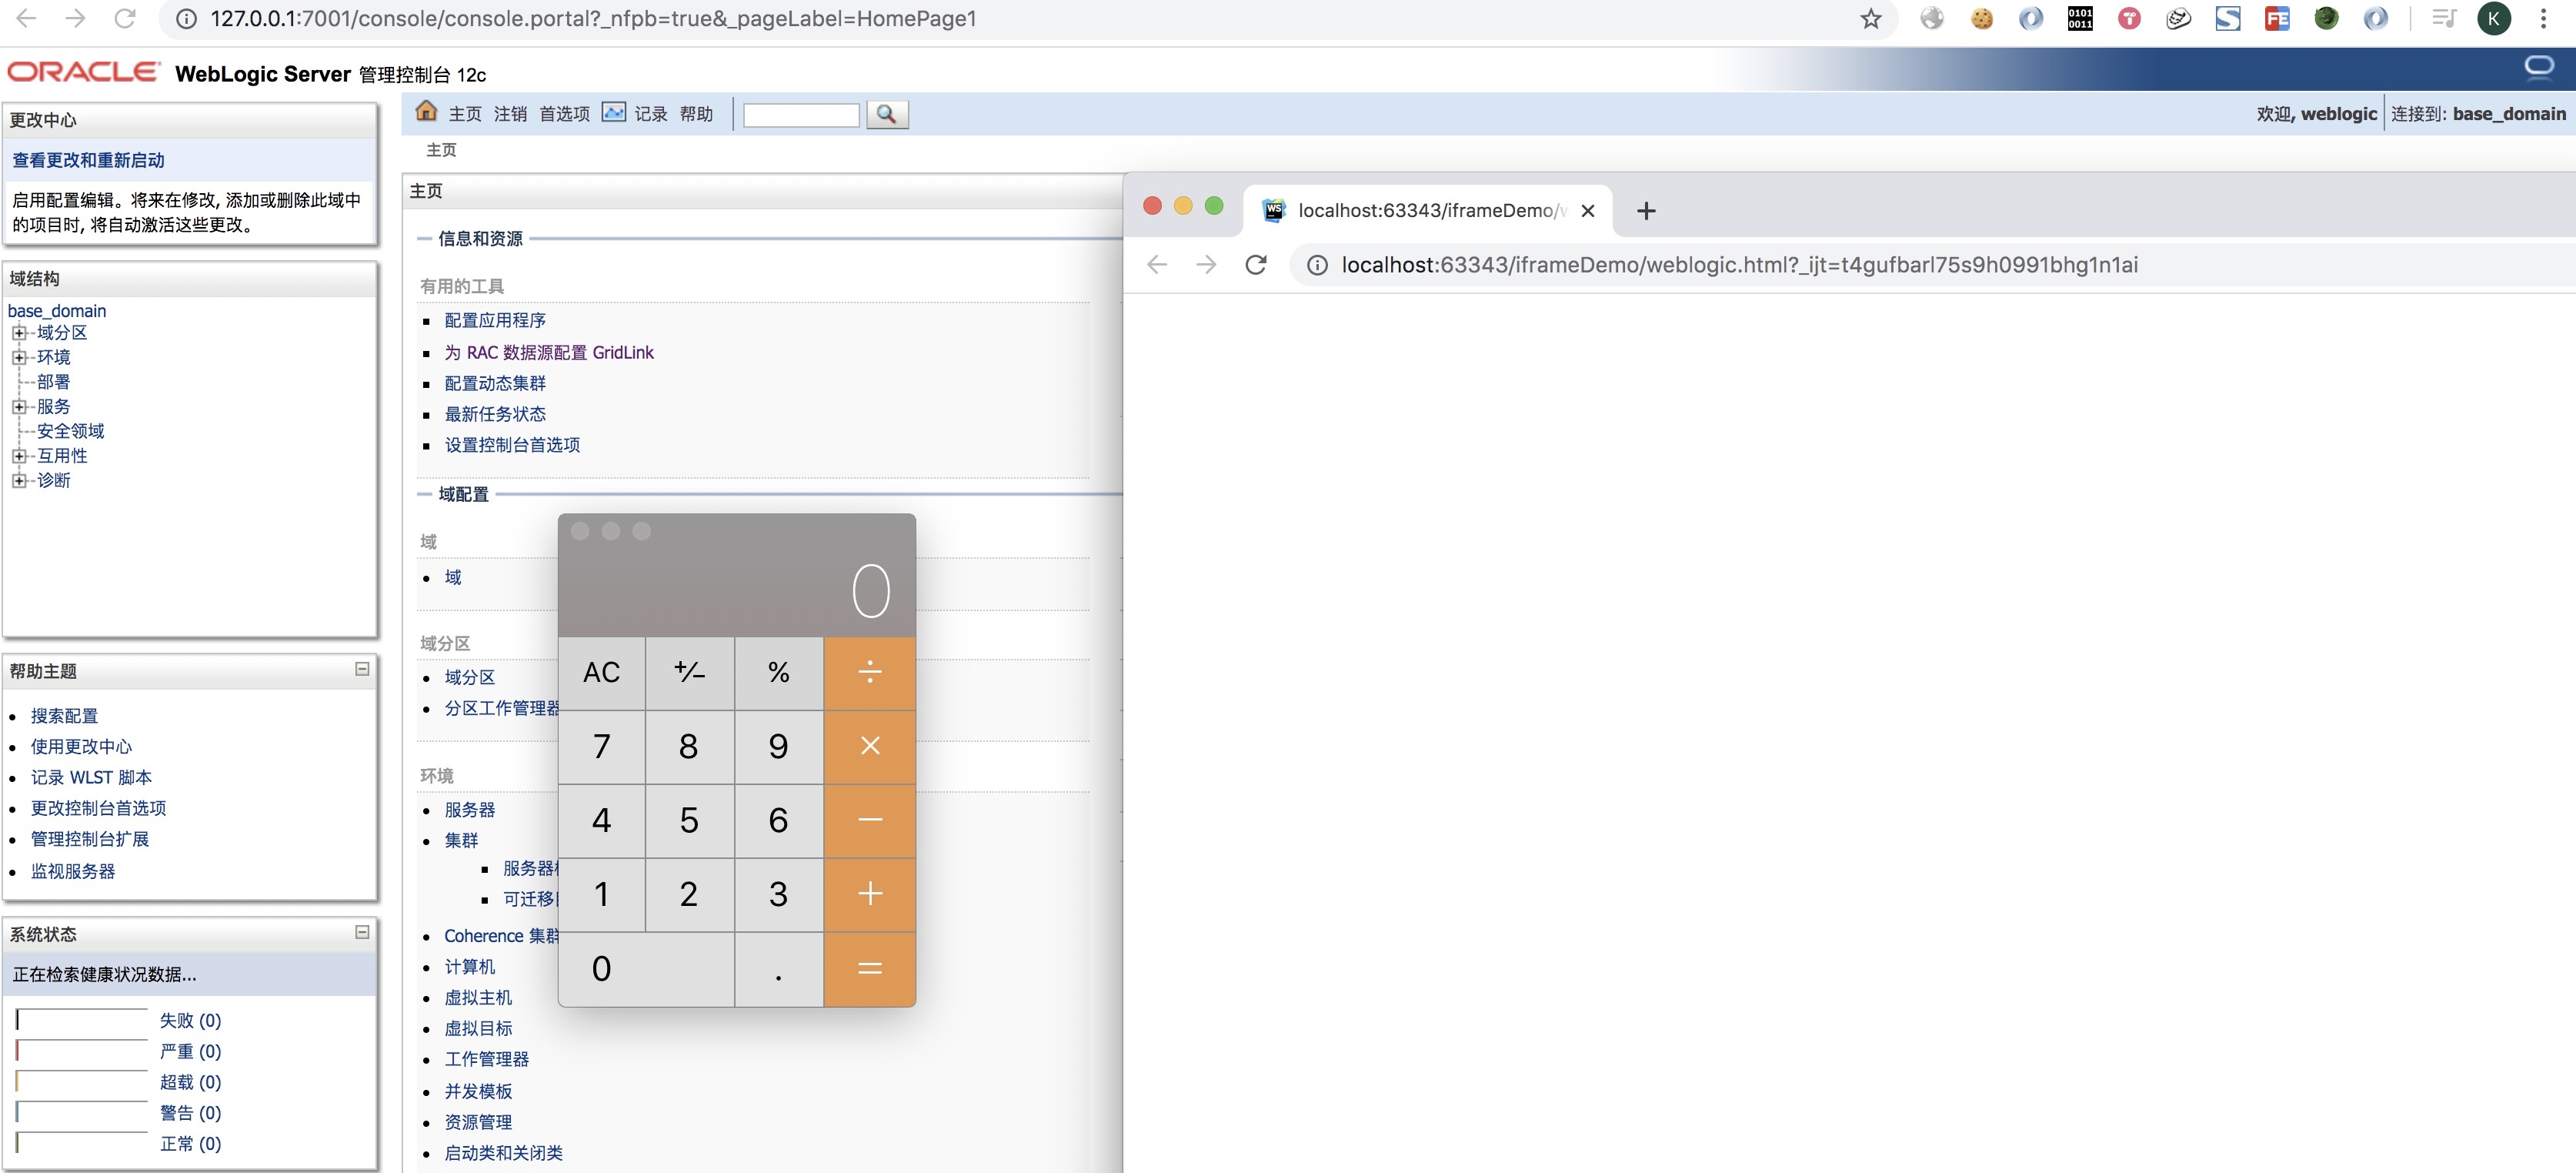 127.0.0.1:7001/console/console.portal?_nfpb=true&_pageLabel=HomePage1
0101
0011
FE
K
ORACLE WebLogic Server 管理控制台 12c
更改中心
查看更改和重新启动
启用配置编辑。将来在修改, 添加或删除此域中
的项目时, 将自动激活这些更改。
域结构
base_domain
域分区
环境
部署
服务
安全领域
互用性
诊断
帮助主题
搜索配置
使用更改中心
记录 WLST 脚本
更改控制台首选项
管理控制台扩展
监视服务器
系统状态
正在检索健康状况数据...
失败 (0)
严重 (0)
超载 (0)
警告 (0)
正常 (0)
主页 注销 首选项 记录 帮助
欢迎, weblogic 连接到: base_domain
主页
主页
信息和资源
有用的工具
配置应用程序
为 RAC 数据源配置 GridLink
配置动态集群
最新任务状态
设置控制台首选项
域配置
域
域
域分区
域分区
分区工作管理器
环境
服务器
集群
服务器
可迁移
Coherence 集群
计算机
虚拟主机
虚拟目标
工作管理器
并发模板
资源管理
启动类和关闭类
0
AC +/− % ÷
7 8 9 ×
4 5 6 −
1 2 3 +
0 . =
WS localhost:63343/iframeDemo/
localhost:63343/iframeDemo/weblogic.html?_ijt=t4gufbarl75s9h0991bhg1n1ai